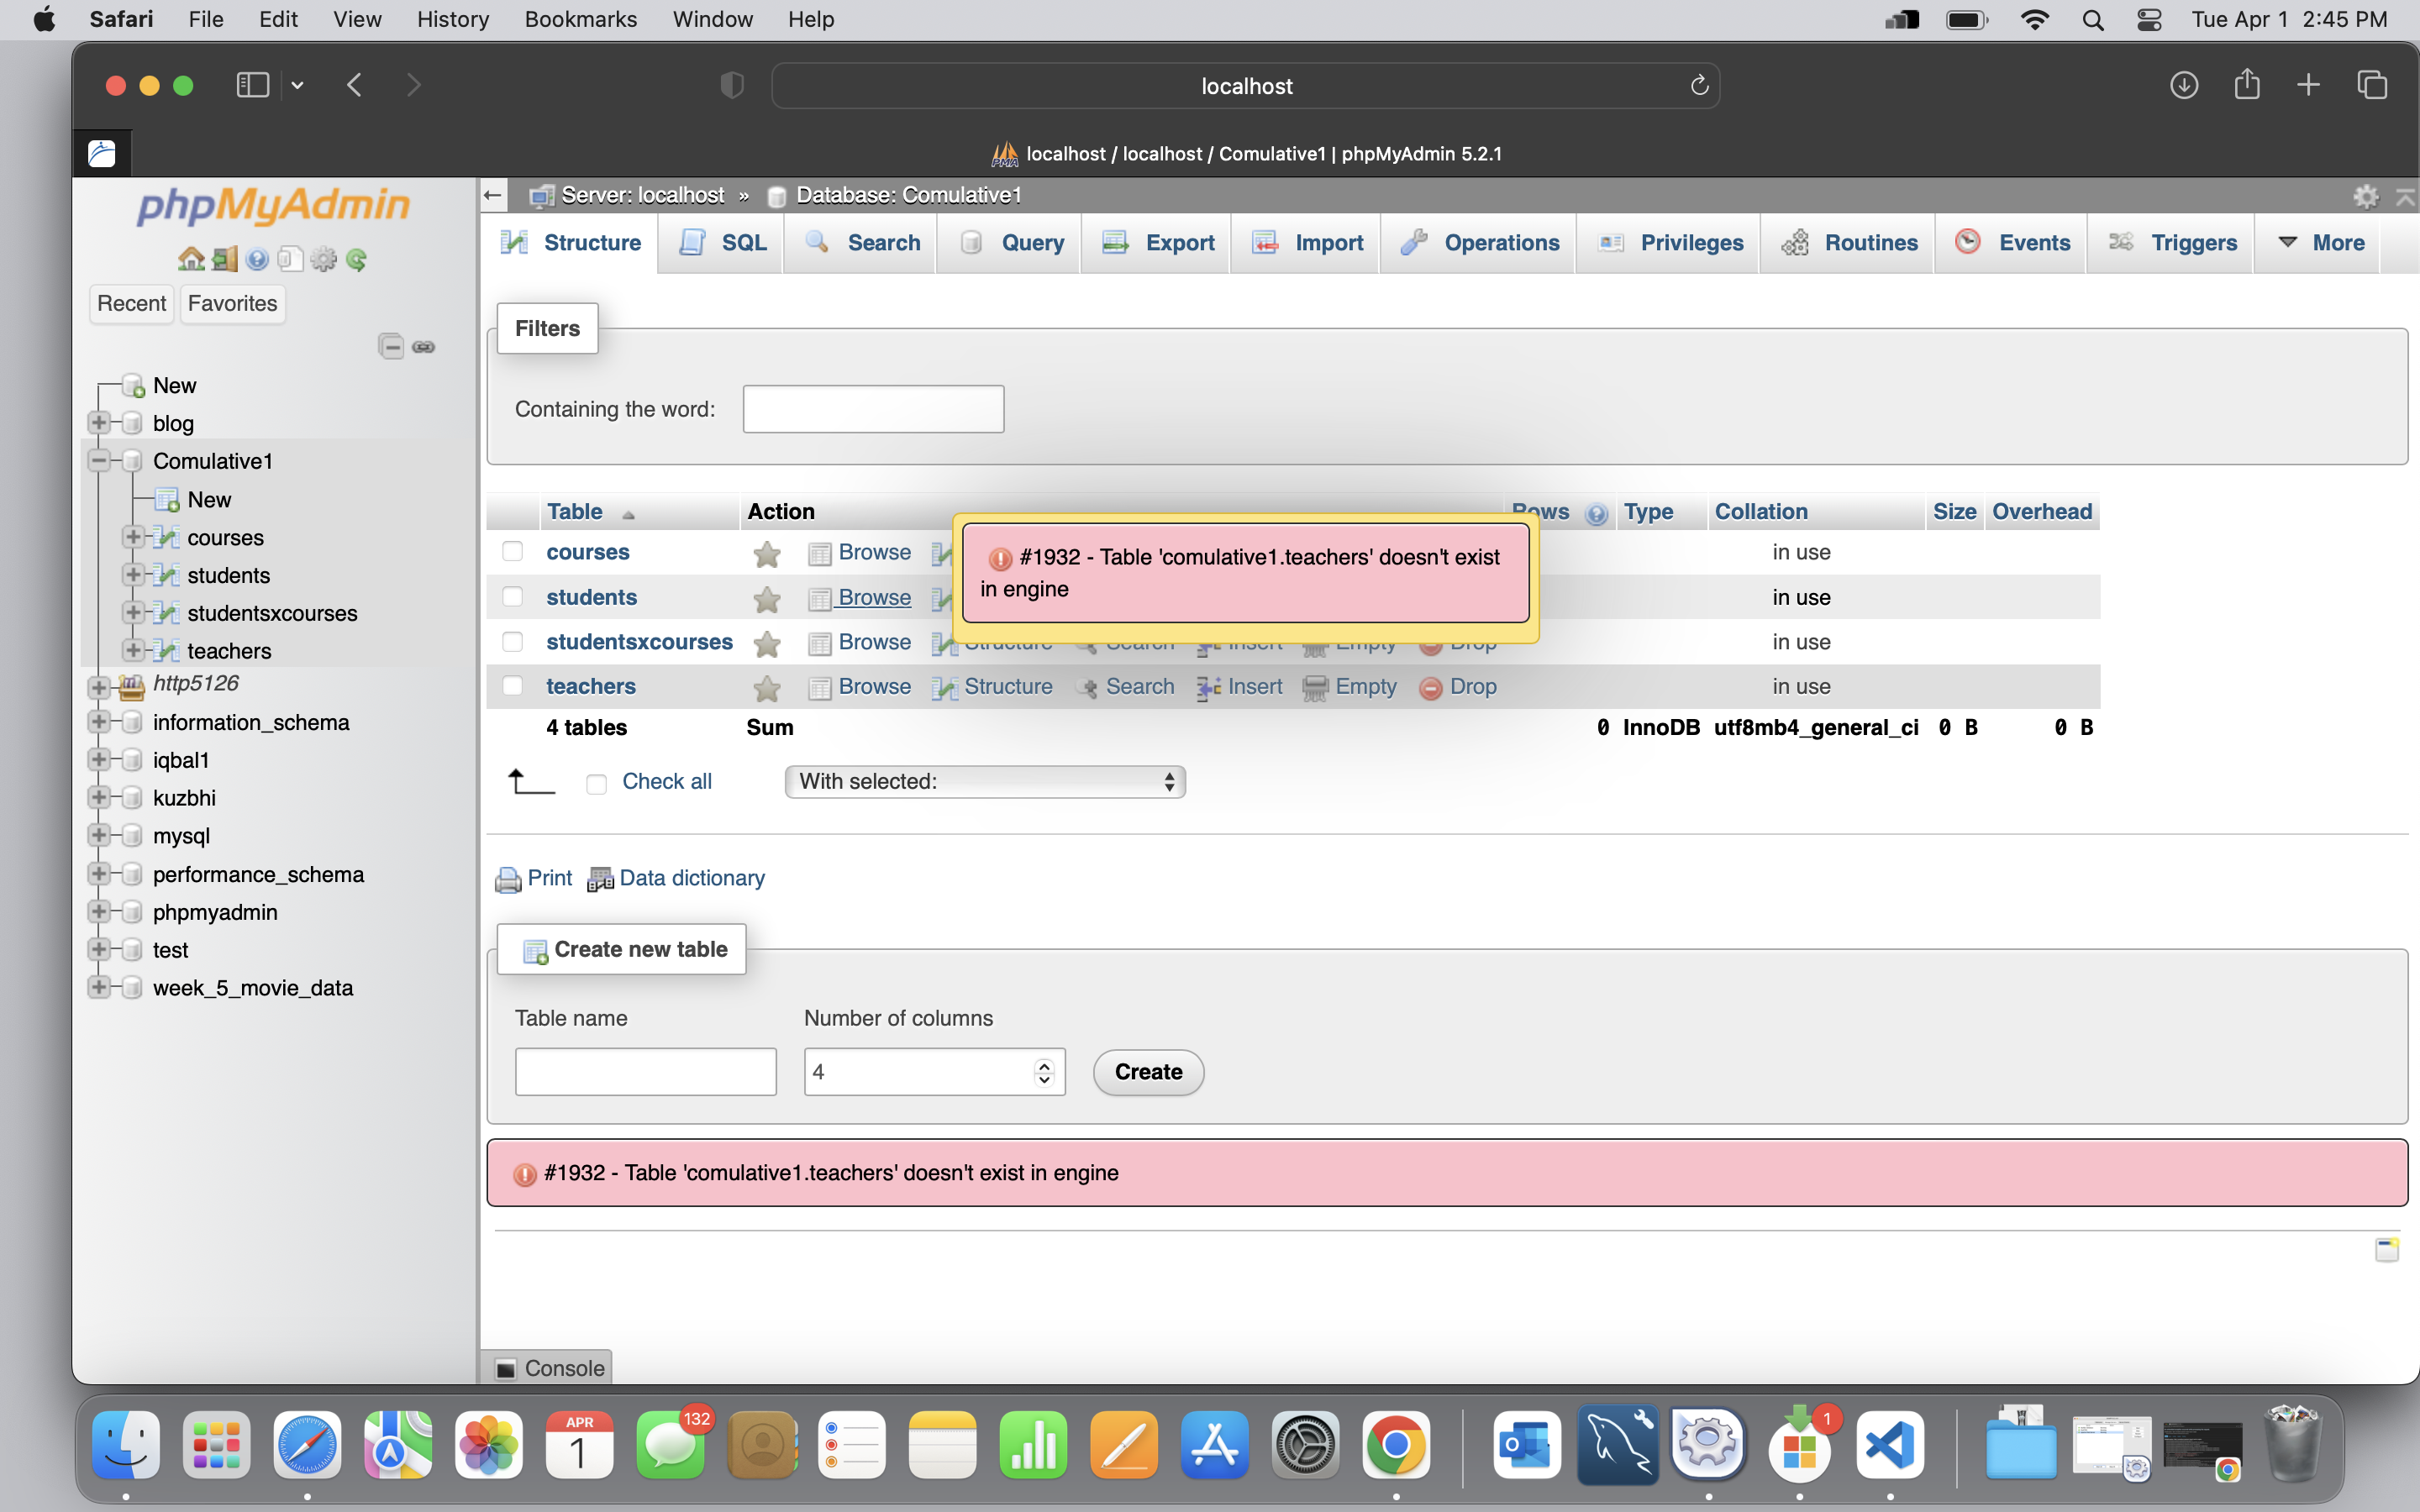 Safari File Edit View History Bookmarks Window Help Tue Apr 1 2:45 PM
localhost
localhost / localhost / Comulative1 | phpMyAdmin 5.2.1
phpMyAdmin
Recent Favorites
New
blog
Comulative1
New
courses
students
studentsxcourses
teachers
http5126
information_schema
iqbal1
kuzbhi
mysql
performance_schema
phpmyadmin
test
week_5_movie_data
Server: localhost » Database: Comulative1
Structure SQL Search Query Export Import Operations Privileges Routines Events Triggers More
Filters
Containing the word:
Table Action Rows Type Collation Size Overhead
courses Browse in use
students Browse in use
#1932 - Table 'comulative1.teachers' doesn't exist
in engine
studentsxcourses Browse Structure Search Insert Empty Drop in use
teachers Browse Structure Search Insert Empty Drop in use
4 tables Sum 0 InnoDB utf8mb4_general_ci 0 B 0 B
Check all With selected:
Print Data dictionary
Create new table
Table name Number of columns
4 Create
#1932 - Table 'comulative1.teachers' doesn't exist in engine
Console
APR
1
132
1